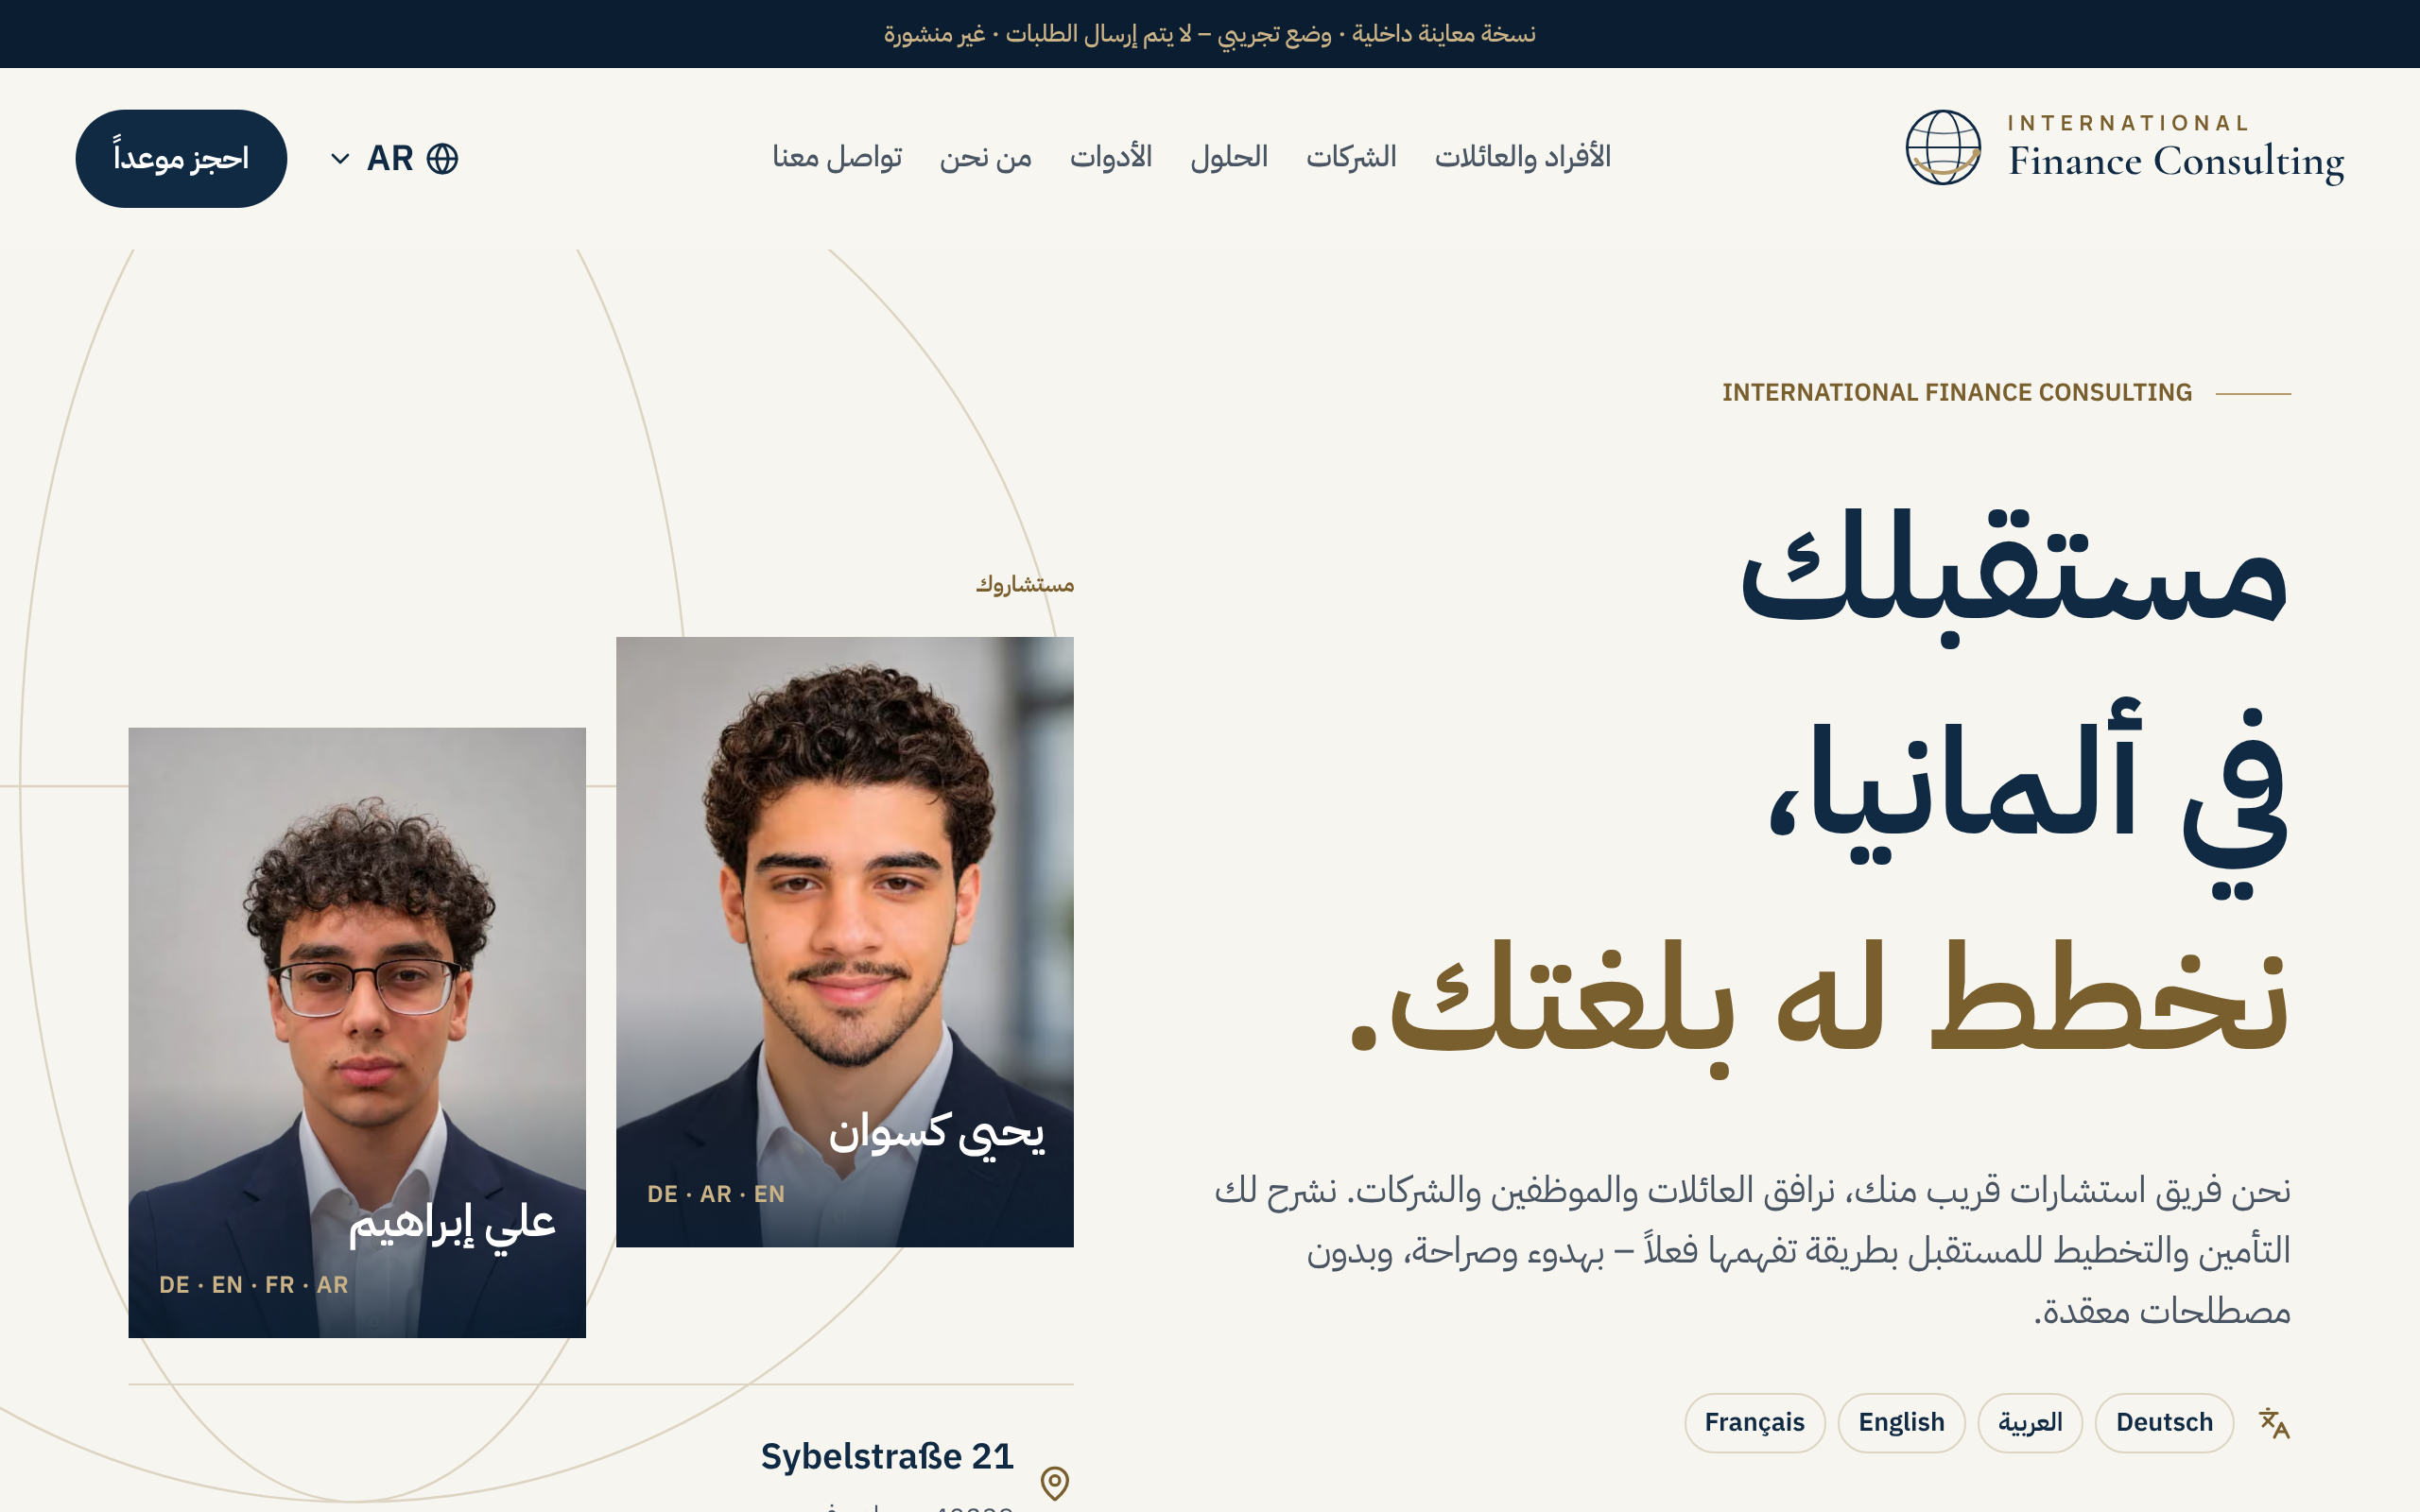 نسخة معاينة داخلية · وضع تجريبي – لا يتم إرسال الطلبات · غير منشورة
INTERNATIONAL
Finance Consulting
الأفراد والعائلات
الشركات
الحلول
الأدوات
من نحن
تواصل معنا
AR
احجز موعداً
INTERNATIONAL FINANCE CONSULTING
مستقبلك
في ألمانيا،
نخطط له بلغتك.
نحن فريق استشارات قريب منك، نرافق العائلات والموظفين والشركات. نشرح لك
التأمين والتخطيط للمستقبل بطريقة تفهمها فعلاً – بهدوء وصراحة، وبدون
مصطلحات معقدة.
Deutsch
العربية
English
Français
مستشاروك
يحيى كسوان
DE · AR · EN
علي إبراهيم
DE · EN · FR · AR
Sybelstraße 21